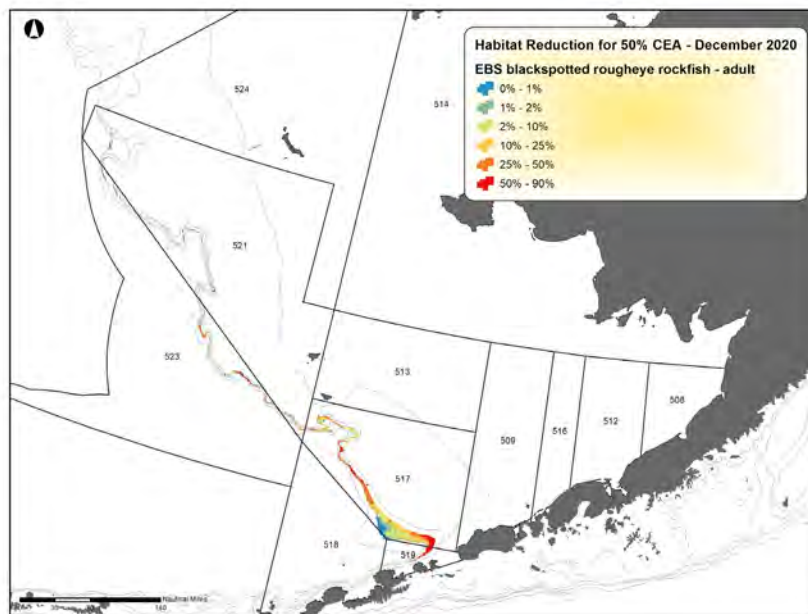 Habitat Reduction for 50% CEA - December 2020
EBS blackspotted rougheye rockfish - adult
0% - 1%
1% - 2%
2% - 10%
10% - 25%
25% - 50%
50% - 90%
524
514
521
523
513
509
516
512
508
517
518
519
140
Nautical Miles